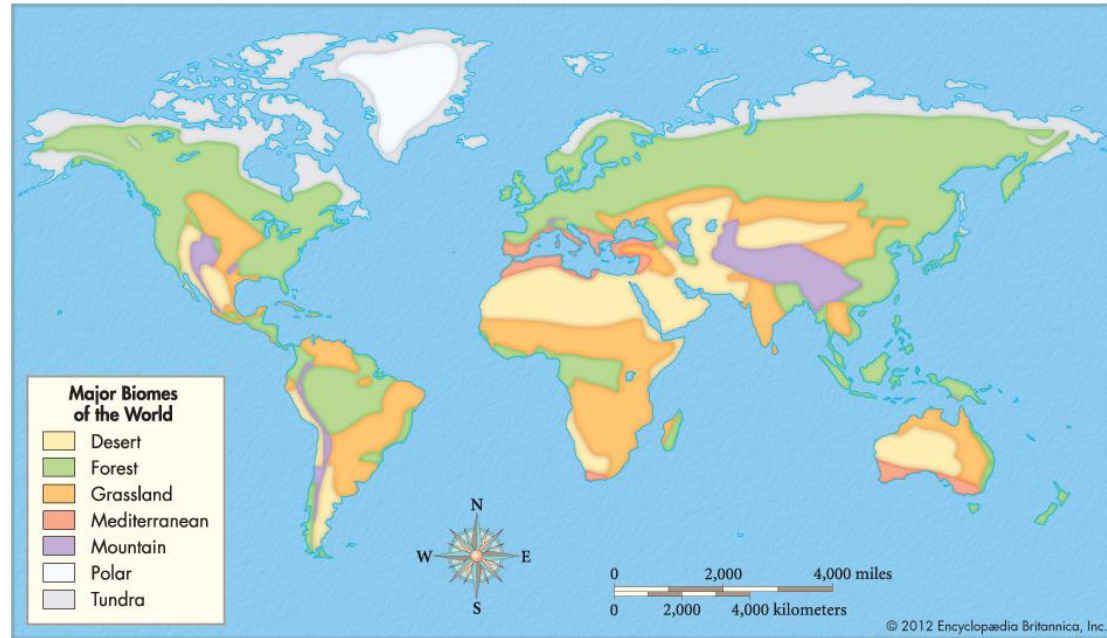 Major Biomes
of the World
Desert
Forest
Grassland
Mediterranean
Mountain
Polar
Tundra
N
W E
S
0 2,000 4,000 miles
0 2,000 4,000 kilometers
© 2012 Encyclopædia Britannica, Inc.